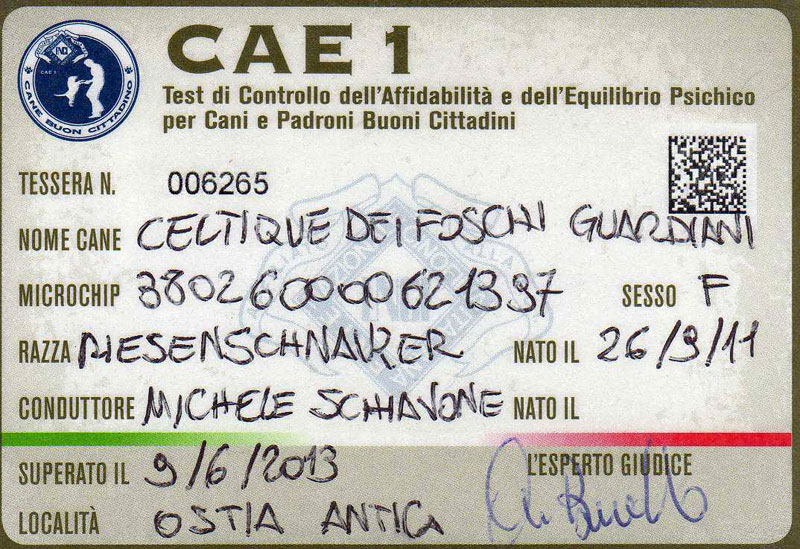 CAE 1
Test di Controllo dell'Affidabilità e dell'Equilibrio Psichico
per Cani e Padroni Buoni Cittadini
CAE 1
CANE BUON CITTADINO
TESSERA N. 006265
NOME CANE CELTIQUE DEI FOSCHI GUARDIANI
MICROCHIP 380260000621397
SESSO F
RAZZA RIESENSCHNAUZER NATO IL 26/9/11
CONDUTTORE MICHELE SCHIAVONE NATO IL
SUPERATO IL 9/6/2013 L'ESPERTO GIUDICE
LOCALITÀ OSTIA ANTICA